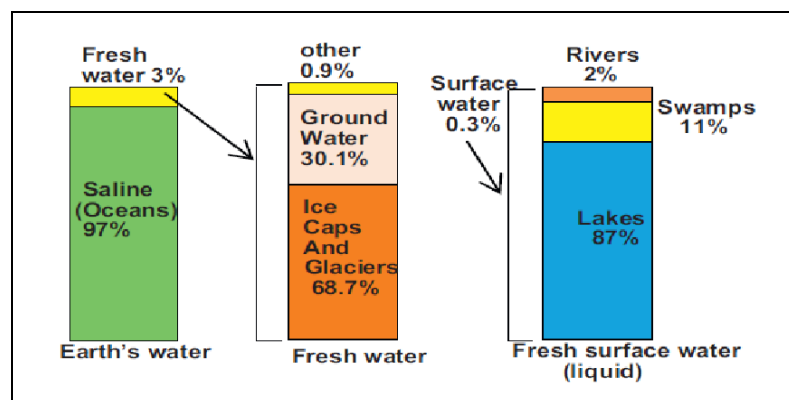 Fresh
water 3%
Saline
(Oceans)
97%
Earth's water
other
0.9%
Ground
Water
30.1%
Ice
Caps
And
Glaciers
68.7%
Fresh water
Surface
water
0.3%
Rivers
2%
Swamps
11%
Lakes
87%
Fresh surface water
(liquid)